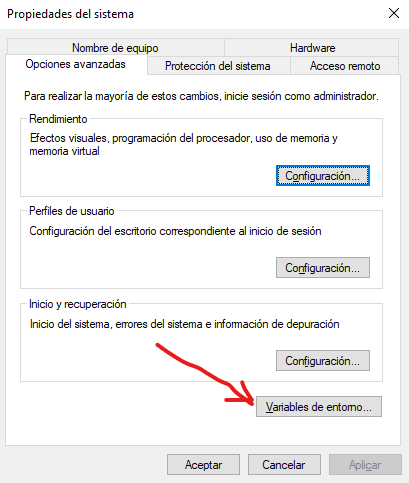 Propiedades del sistema
Nombre de equipo
Hardware
Opciones avanzadas
Protección del sistema
Acceso remoto
Para realizar la mayoría de estos cambios, inicie sesión como administrador.
Rendimiento
Efectos visuales, programación del procesador, uso de memoria y
memoria virtual
Configuración...
Perfiles de usuario
Configuración del escritorio correspondiente al inicio de sesión
Configuración...
Inicio y recuperación
Inicio del sistema, errores del sistema e información de depuración
Configuración...
Variables de entorno...
Aceptar
Cancelar
Aplicar